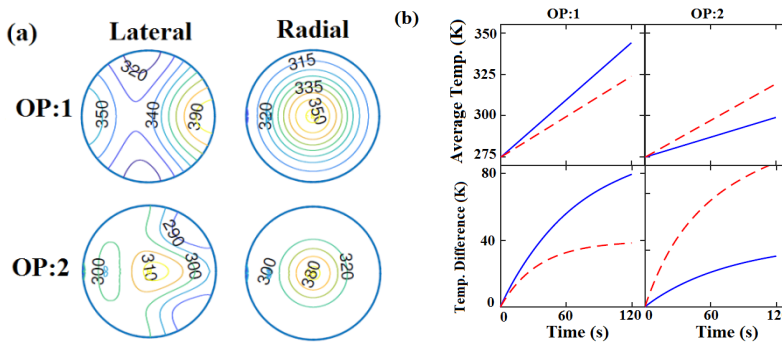 (a)
Lateral
Radial
OP:1
320
350
340
390
315
335
320
350
OP:2
290
300
310
300
300
380
320
(b)
OP:1
OP:2
Average Temp. (K)
350
325
300
275
Temp. Difference (K)
80
40
0
0
60
120
60
12
Time (s)
Time (s)